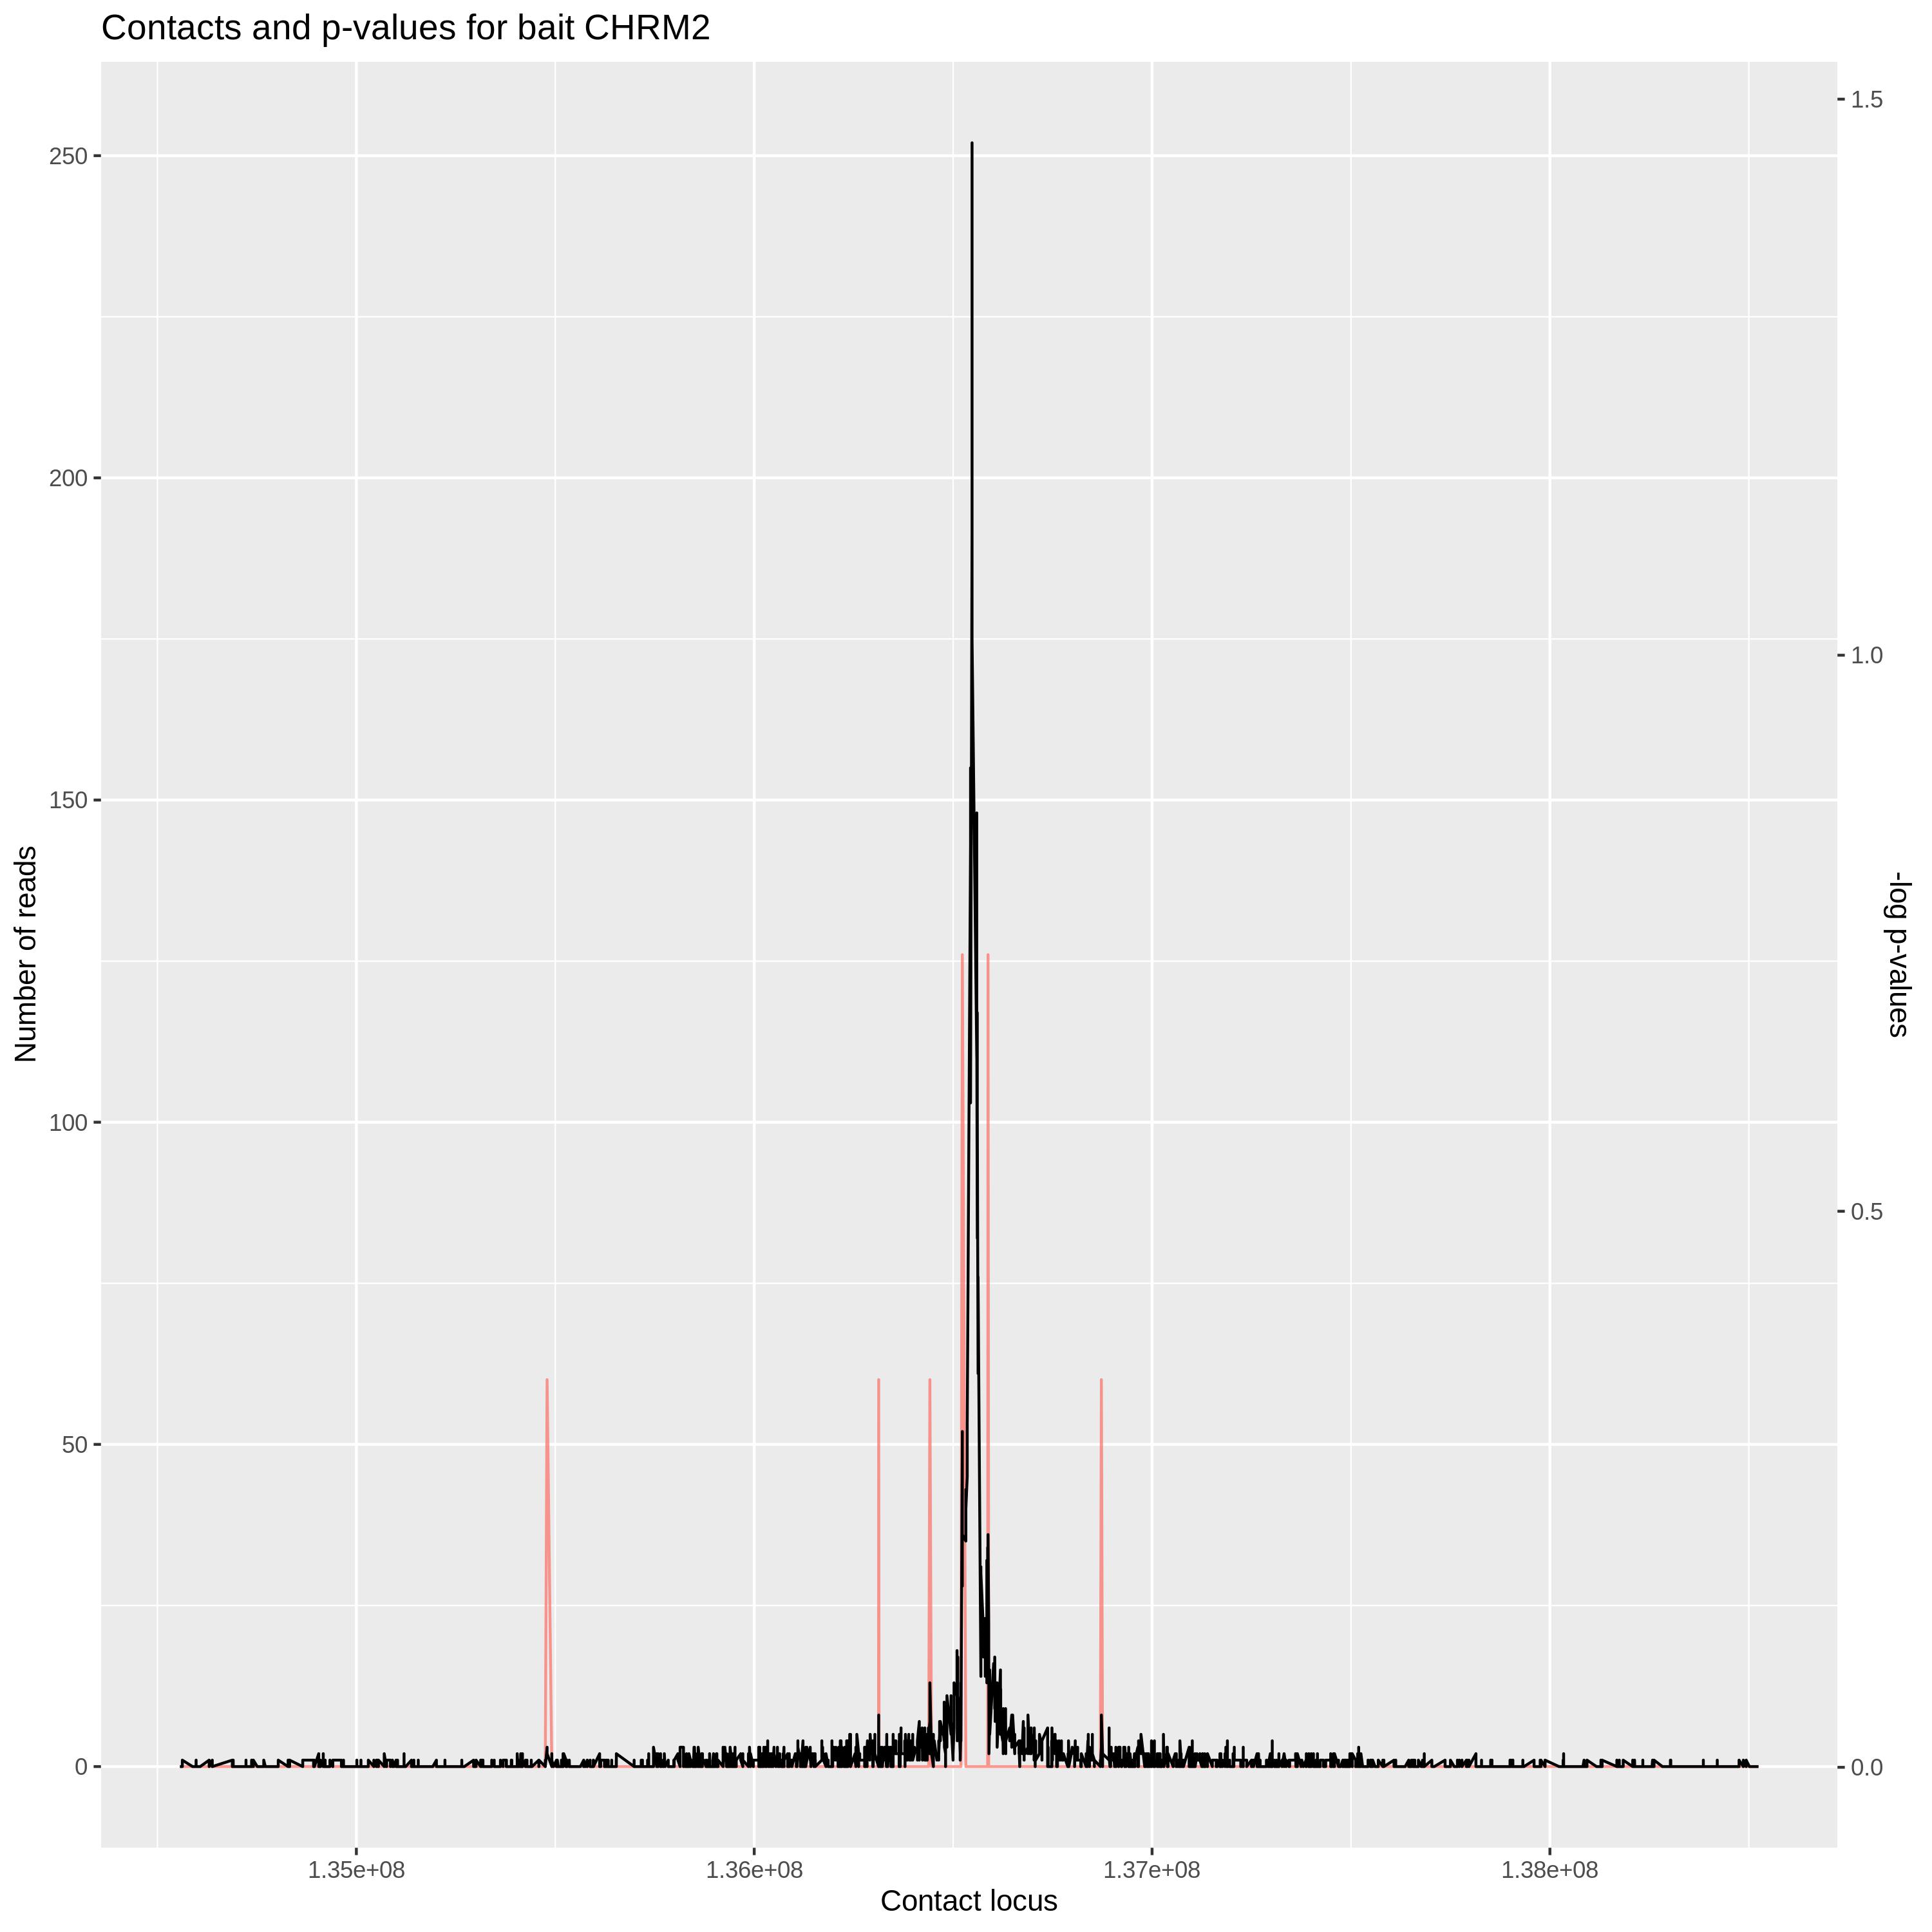 Contacts and p-values for bait CHRM2
250
200
150
100
50
0
Number of reads
1.5
1.0
0.5
0.0
-log p-values
1.35e+08
1.36e+08
1.37e+08
1.38e+08
Contact locus